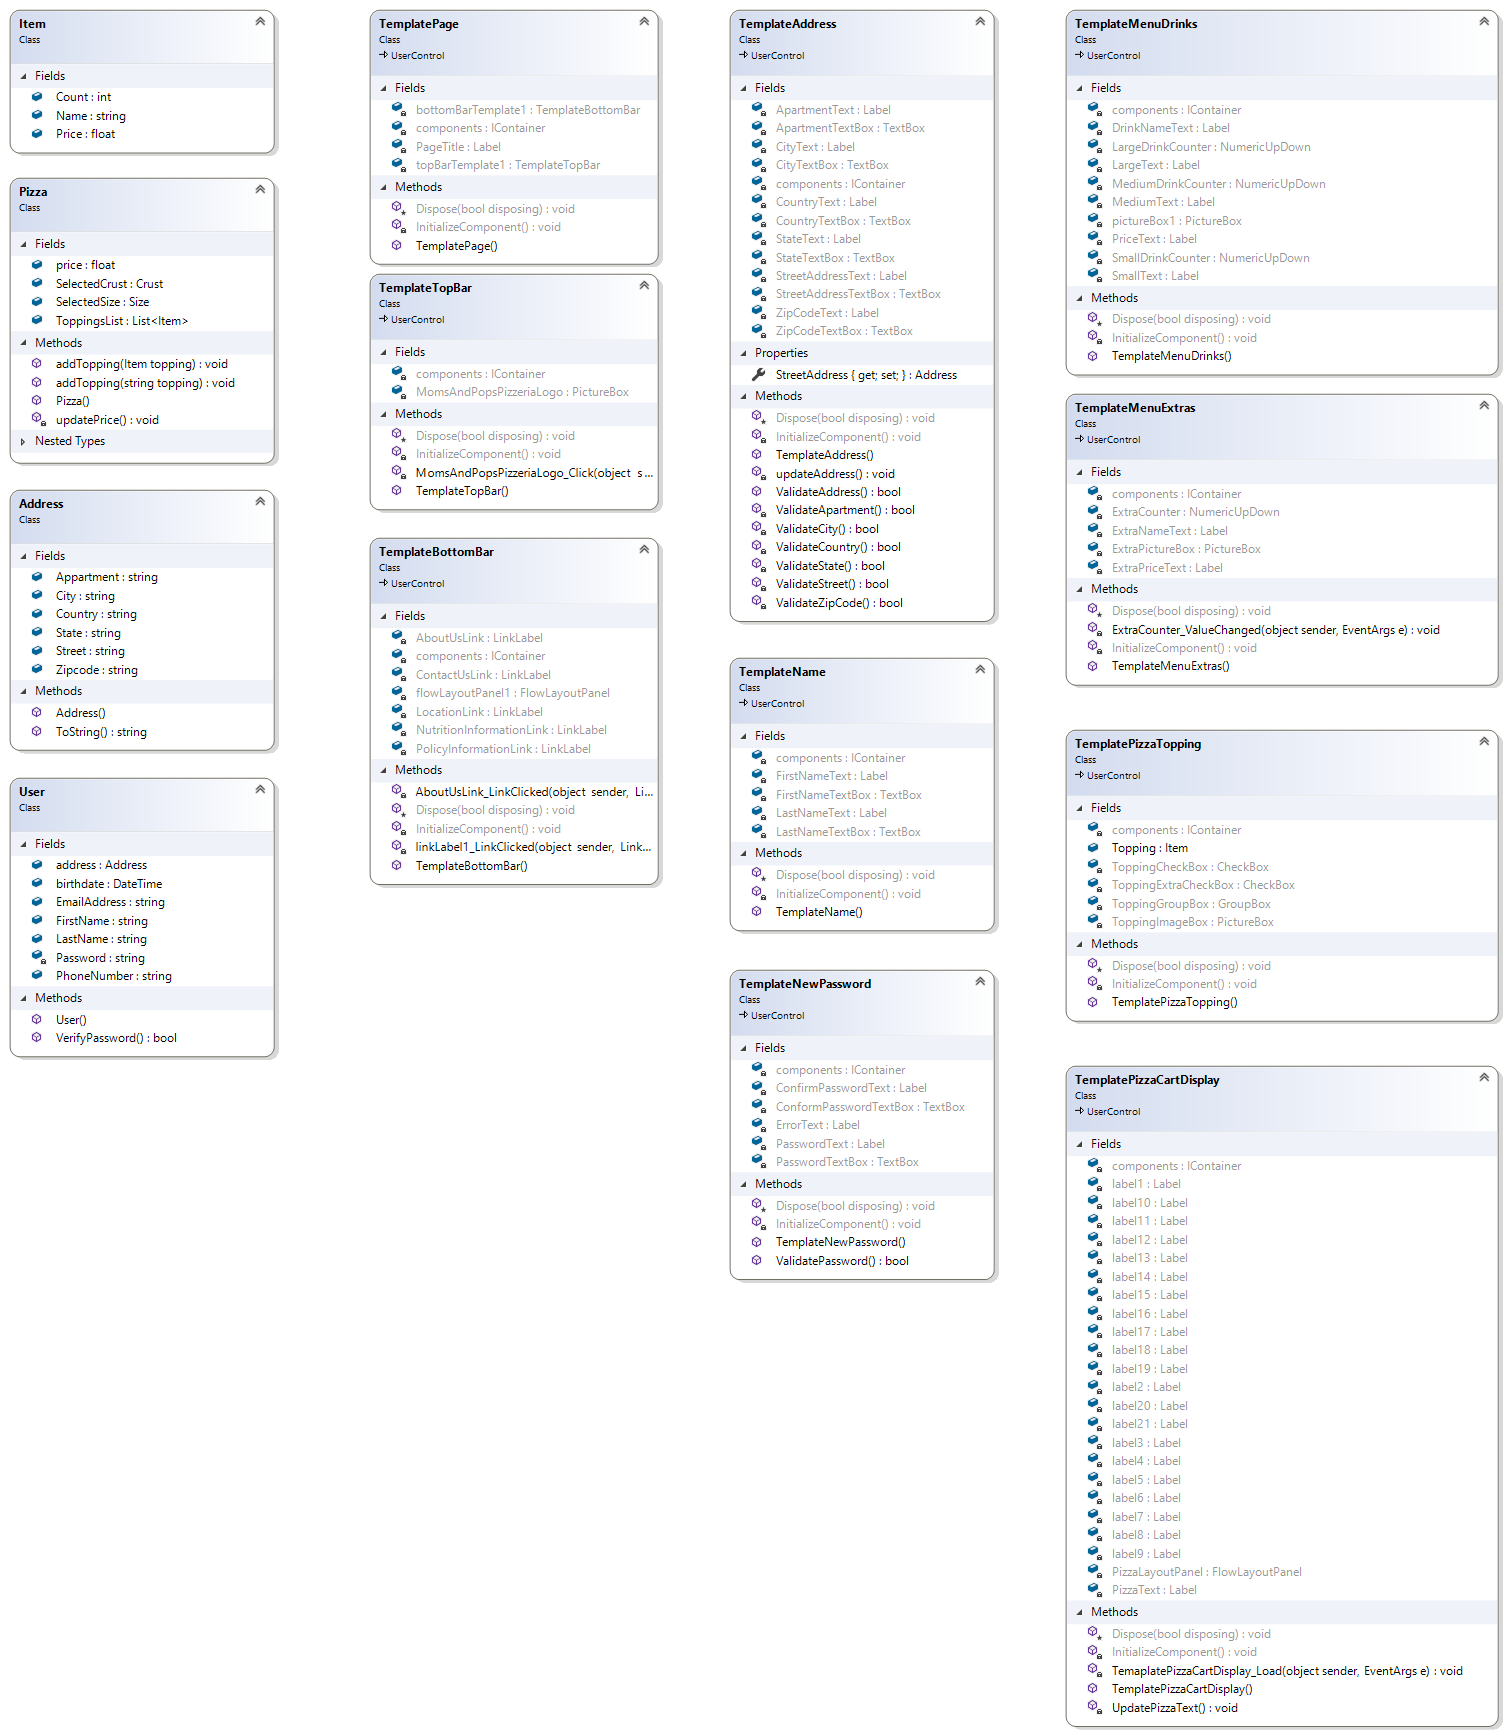 Item
Class
Fields
Count : int
Name : string
Price : float
Pizza
Class
Fields
price : float
SelectedCrust : Crust
SelectedSize : Size
ToppingsList : List<Item>
Methods
addTopping(Item topping) : void
addTopping(string topping) : void
Pizza()
updatePrice() : void
Nested Types
Address
Class
Fields
Appartment : string
City : string
Country : string
State : string
Street : string
Zipcode : string
Methods
Address()
ToString() : string
User
Class
Fields
address : Address
birthdate : DateTime
EmailAddress : string
FirstName : string
LastName : string
Password : string
PhoneNumber : string
Methods
User()
VerifyPassword() : bool
TemplatePage
Class
UserControl
Fields
bottomBarTemplate1 : TemplateBottomBar
components : IContainer
PageTitle : Label
topBarTemplate1 : TemplateTopBar
Methods
Dispose(bool disposing) : void
InitializeComponent() : void
TemplatePage()
TemplateTopBar
Class
UserControl
Fields
components : IContainer
MomsAndPopsPizzeriaLogo : PictureBox
Methods
Dispose(bool disposing) : void
InitializeComponent() : void
MomsAndPopsPizzeriaLogo_Click(object s...
TemplateTopBar()
TemplateBottomBar
Class
UserControl
Fields
AboutUsLink : LinkLabel
components : IContainer
ContactUsLink : LinkLabel
flowLayoutPanel1 : FlowLayoutPanel
LocationLink : LinkLabel
NutritionInformationLink : LinkLabel
PolicyInformationLink : LinkLabel
Methods
AboutUsLink_LinkClicked(object sender, Li...
Dispose(bool disposing) : void
InitializeComponent() : void
linkLabel1_LinkClicked(object sender, Link...
TemplateBottomBar()
TemplateAddress
Class
UserControl
Fields
ApartmentText : Label
ApartmentTextBox : TextBox
CityText : Label
CityTextBox : TextBox
components : IContainer
CountryText : Label
CountryTextBox : TextBox
StateText : Label
StateTextBox : TextBox
StreetAddressText : Label
StreetAddressTextBox : TextBox
ZipCodeText : Label
ZipCodeTextBox : TextBox
Properties
StreetAddress { get; set; } : Address
Methods
Dispose(bool disposing) : void
InitializeComponent() : void
TemplateAddress()
updateAddress() : void
ValidateAddress() : bool
ValidateApartment() : bool
ValidateCity() : bool
ValidateCountry() : bool
ValidateState() : bool
ValidateStreet() : bool
ValidateZipCode() : bool
TemplateName
Class
UserControl
Fields
components : IContainer
FirstNameText : Label
FirstNameTextBox : TextBox
LastNameText : Label
LastNameTextBox : TextBox
Methods
Dispose(bool disposing) : void
InitializeComponent() : void
TemplateName()
TemplateNewPassword
Class
UserControl
Fields
components : IContainer
ConfirmPasswordText : Label
ConformPasswordTextBox : TextBox
ErrorText : Label
PasswordText : Label
PasswordTextBox : TextBox
Methods
Dispose(bool disposing) : void
InitializeComponent() : void
TemplateNewPassword()
ValidatePassword() : bool
TemplateMenuDrinks
Class
UserControl
Fields
components : IContainer
DrinkNameText : Label
LargeDrinkCounter : NumericUpDown
LargeText : Label
MediumDrinkCounter : NumericUpDown
MediumText : Label
pictureBox1 : PictureBox
PriceText : Label
SmallDrinkCounter : NumericUpDown
SmallText : Label
Methods
Dispose(bool disposing) : void
InitializeComponent() : void
TemplateMenuDrinks()
TemplateMenuExtras
Class
UserControl
Fields
components : IContainer
ExtraCounter : NumericUpDown
ExtraNameText : Label
ExtraPictureBox : PictureBox
ExtraPriceText : Label
Methods
Dispose(bool disposing) : void
ExtraCounter_ValueChanged(object sender, EventArgs e) : void
InitializeComponent() : void
TemplateMenuExtras()
TemplatePizzaTopping
Class
UserControl
Fields
components : IContainer
Topping : Item
ToppingCheckBox : CheckBox
ToppingExtraCheckBox : CheckBox
ToppingGroupBox : GroupBox
ToppingImageBox : PictureBox
Methods
Dispose(bool disposing) : void
InitializeComponent() : void
TemplatePizzaTopping()
TemplatePizzaCartDisplay
Class
UserControl
Fields
components : IContainer
label1 : Label
label10 : Label
label11 : Label
label12 : Label
label13 : Label
label14 : Label
label15 : Label
label16 : Label
label17 : Label
label18 : Label
label19 : Label
label2 : Label
label20 : Label
label21 : Label
label3 : Label
label4 : Label
label5 : Label
label6 : Label
label7 : Label
label8 : Label
label9 : Label
PizzaLayoutPanel : FlowLayoutPanel
PizzaText : Label
Methods
Dispose(bool disposing) : void
InitializeComponent() : void
TemaplatePizzaCartDisplay_Load(object sender, EventArgs e) : void
TemplatePizzaCartDisplay()
UpdatePizzaText() : void